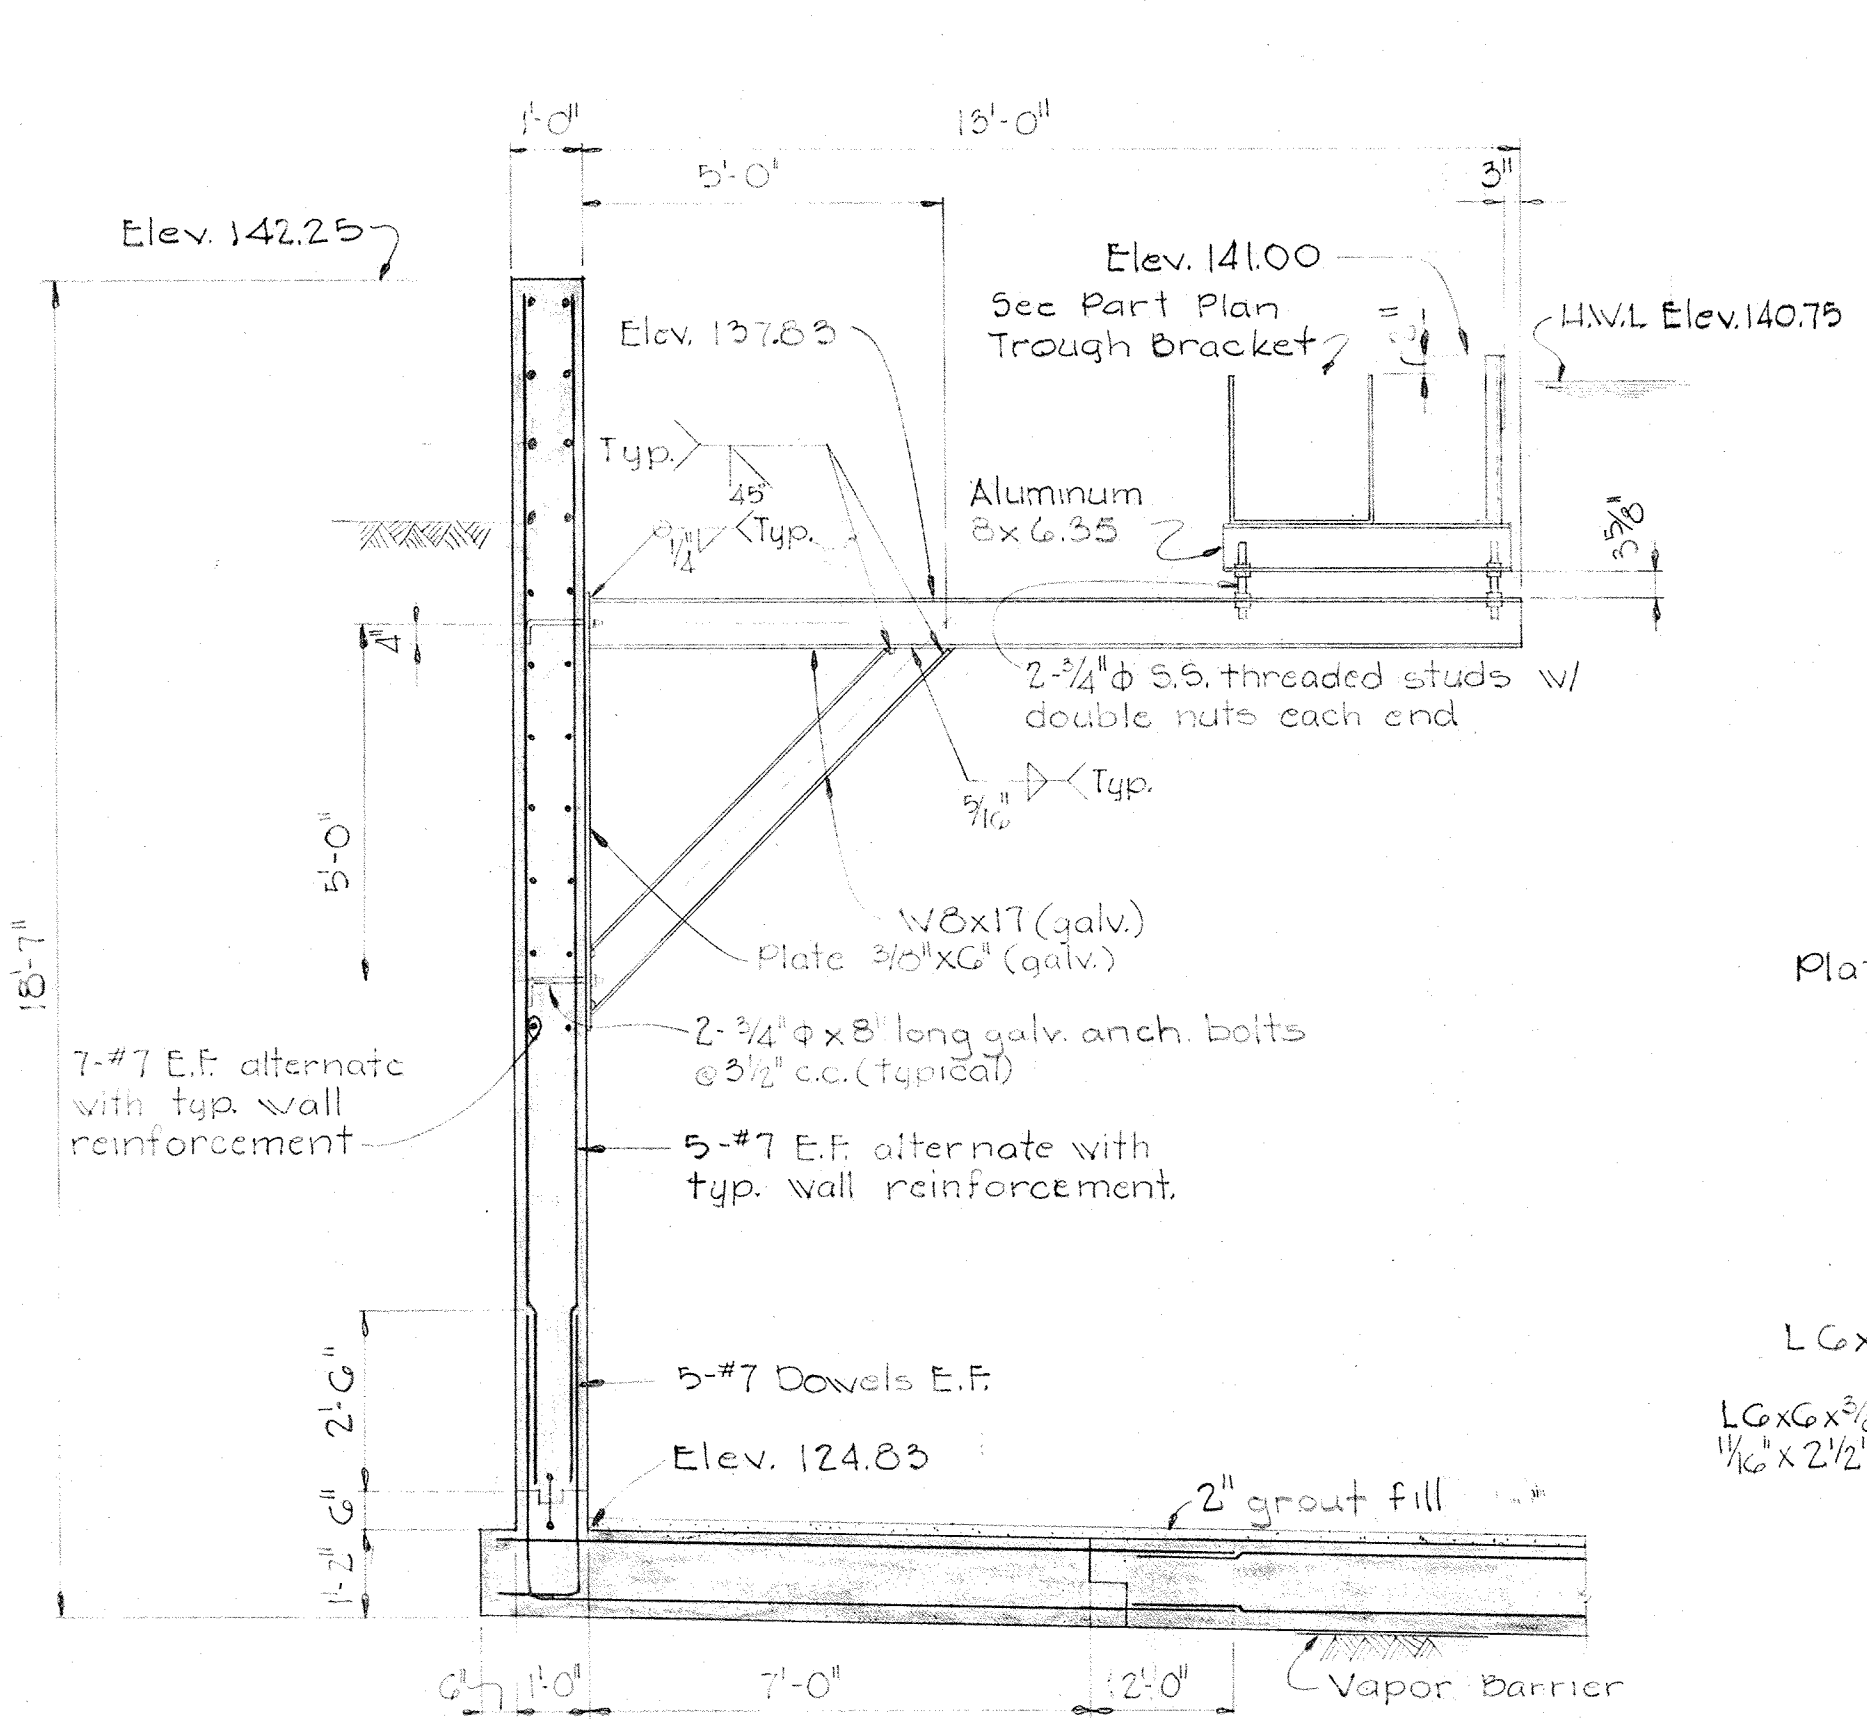 1'-0"
13'-0"
5'-0"
3"
Elev. 142.25
Elev. 141.00
See Part Plan
Trough Bracket
H.W.L Elev. 140.75
Elev. 137.83
Typ.
45°
1/4"
Typ.
Aluminum
8x6.35
3 5/8"
4"
2-3/4"ϕ S.S. threaded studs w/
double nuts each end
5/16"
Typ.
5'-0"
18'-7"
W8x17 (galv.)
Plate 3/8"x6" (galv.)
Pla
2-3/4"ϕ x 8" long galv. anch. bolts
@ 3 1/2" c.c. (typical)
7-#7 E.F. alternate
with typ. wall
reinforcement
5-#7 E.F. alternate with
typ. wall reinforcement.
L6x
2'-6"
5-#7 Dowels E.F.
L6x6x3/8
11/16" x 2 1/2"
Elev. 124.83
6"
2" grout fill
1'-2"
6"
1'-0"
7'-0"
2'-0"
Vapor Barrier